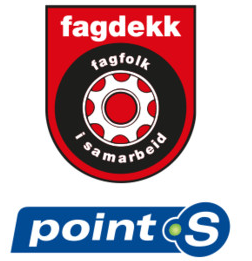 fagdekk
fagfolk
i samarbeid
point S